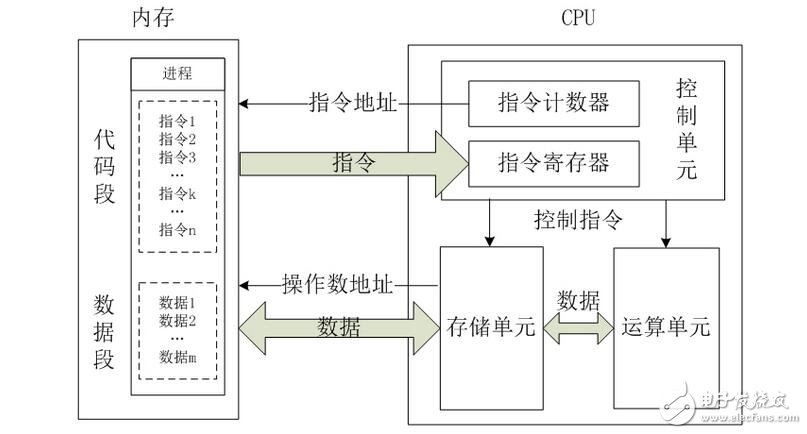 内存
CPU
进程
代码段
指令1
指令2
指令3
...
指令k
...
指令n
数据段
数据1
数据2
...
数据m
指令地址
指令
操作数地址
数据
控制单元
指令计数器
指令寄存器
控制指令
存储单元
数据
运算单元
电子发烧友
www.elecfans.com